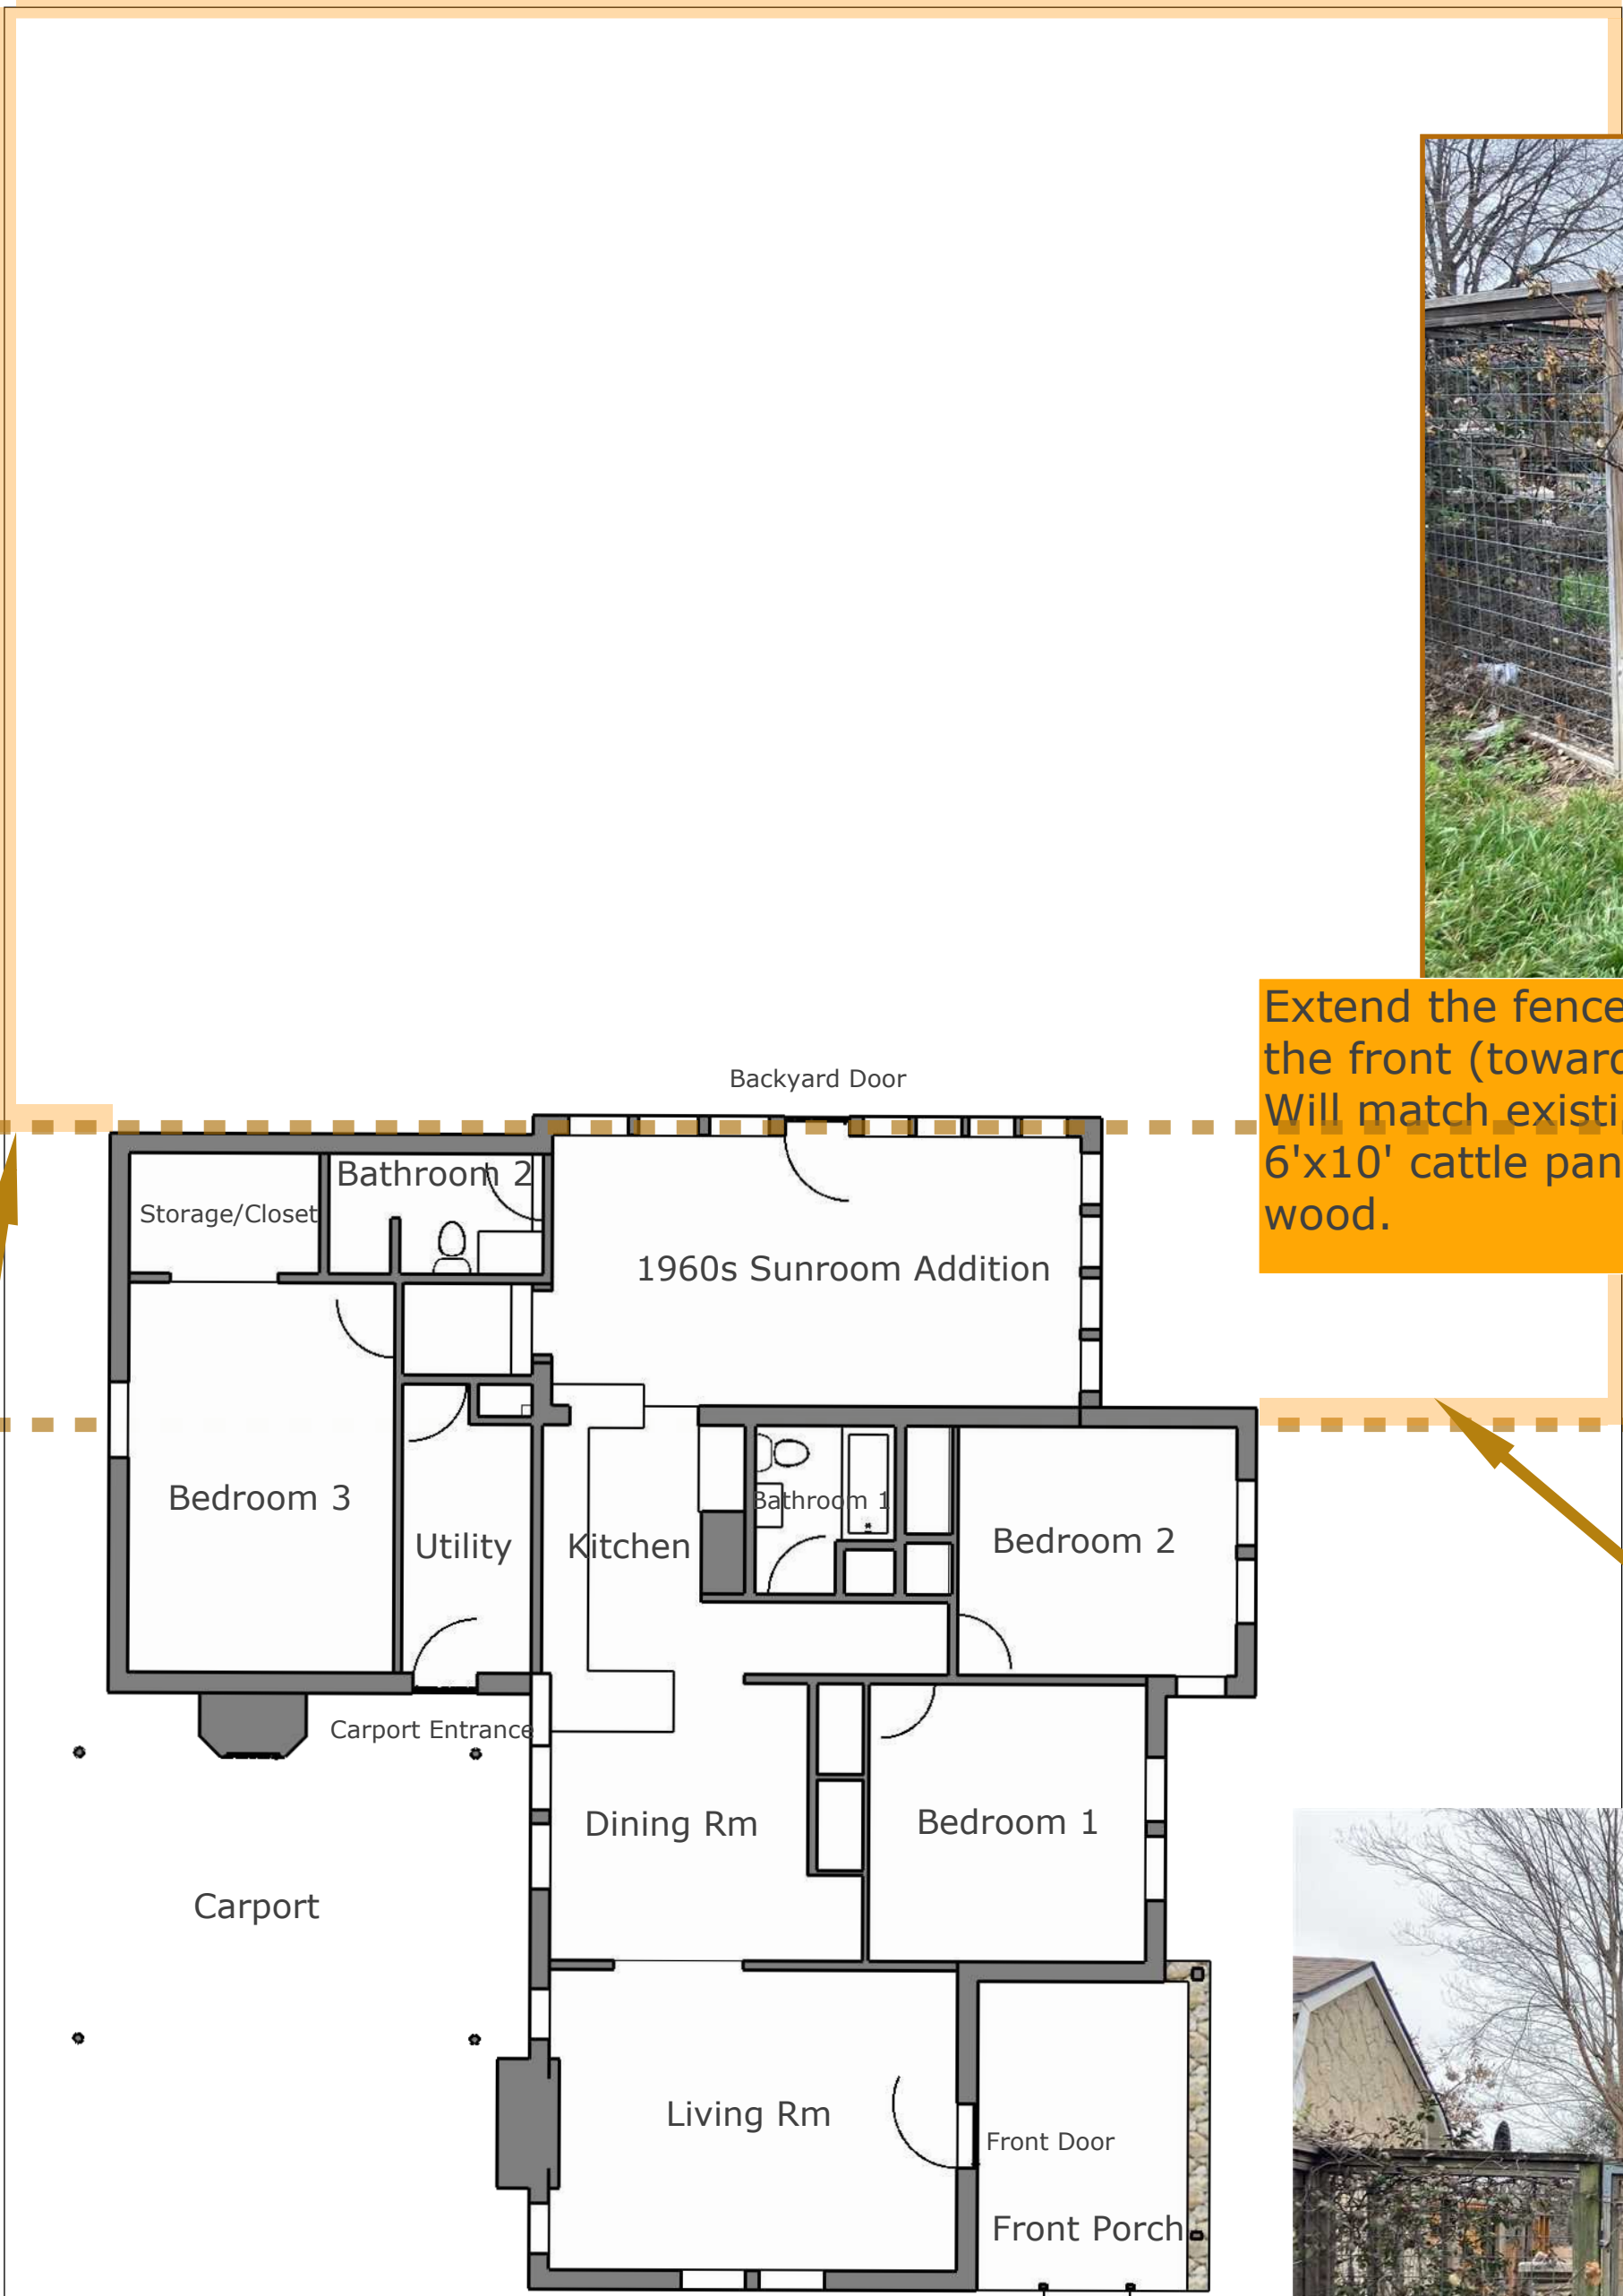 Extend the fence
the front (toward
Will match existi
6'x10' cattle pan
wood.
Backyard Door
Bathroom 2
Storage/Closet
1960s Sunroom Addition
Bedroom 3
Utility
Kitchen
Bathroom 1
Bedroom 2
Carport Entrance
Dining Rm
Bedroom 1
Carport
Living Rm
Front Door
Front Porch